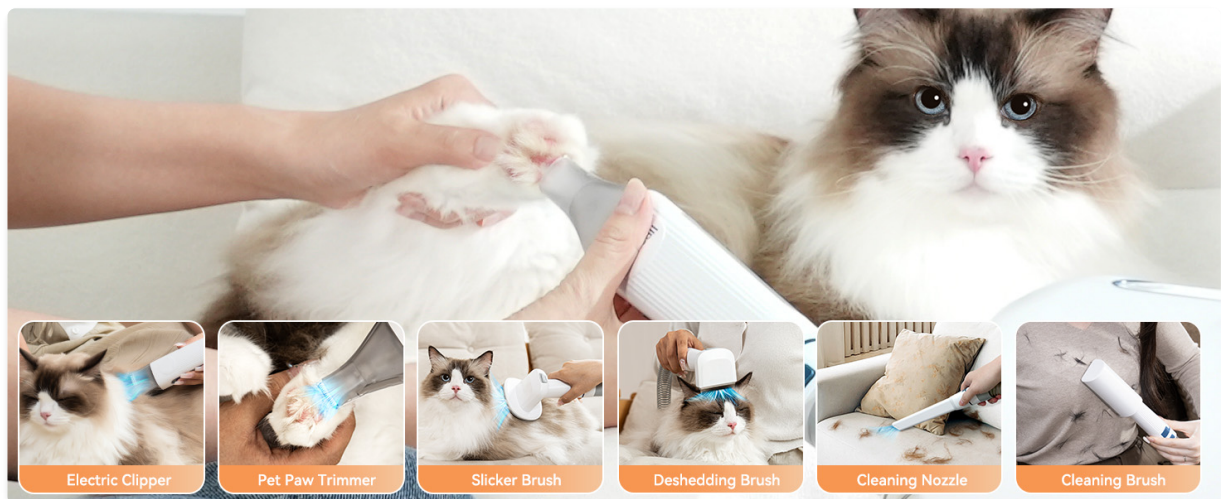 Electric Clipper
Pet Paw Trimmer
Slicker Brush
Deshedding Brush
Cleaning Nozzle
Cleaning Brush